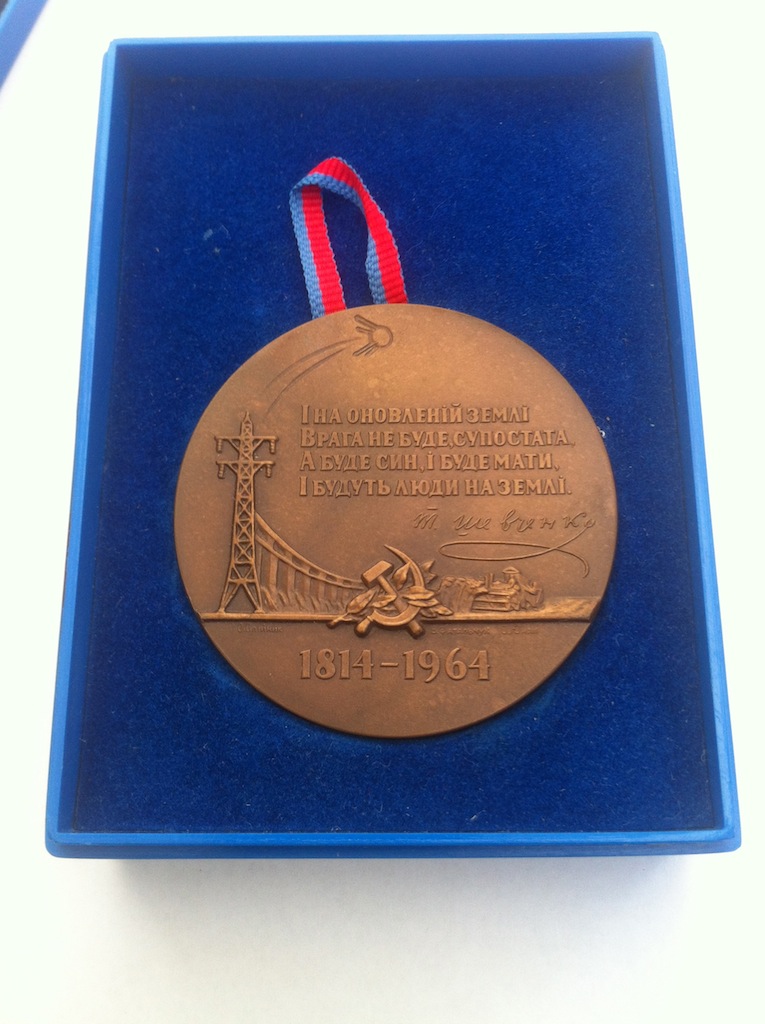 І НА ОНОВЛЕНІЙ ЗЕМЛІ
ВРАГА НЕ БУДЕ, СУПОСТАТА,
А БУДЕ СИН, І БУДЕ МАТИ,
І БУДУТЬ ЛЮДИ НА ЗЕМЛІ.
Т. Шевченко
1814-1964